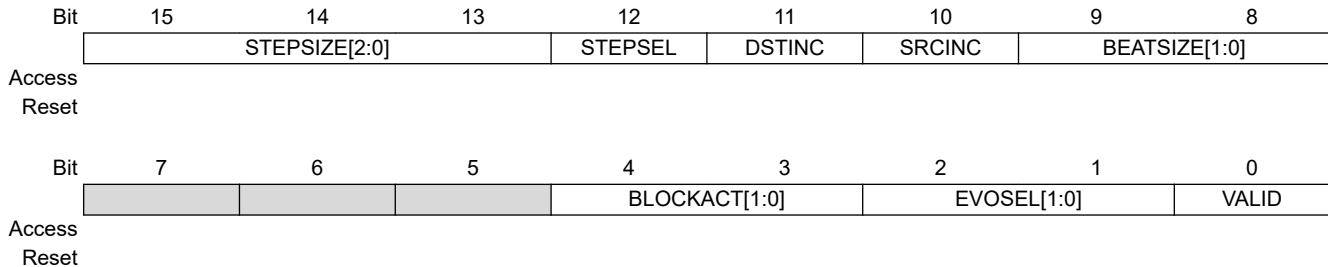 Bit 15 14 13 12 11 10 9 8
STEPSIZE[2:0] STEPSEL DSTINC SRCINC BEATSIZE[1:0]
Access
Reset
Bit 7 6 5 4 3 2 1 0
BLOCKACT[1:0] EVOSEL[1:0] VALID
Access
Reset